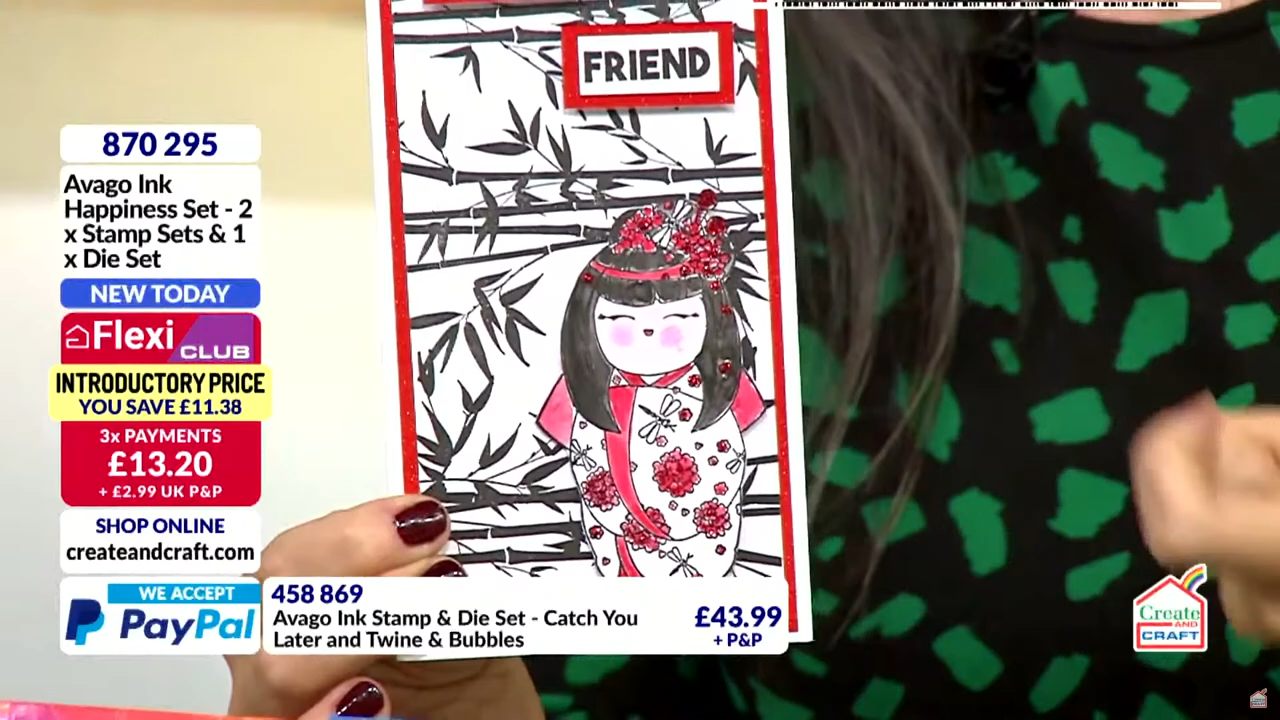 FRIEND
870 295
Avago Ink
Happiness Set - 2
x Stamp Sets & 1
x Die Set
NEW TODAY
Flexi
CLUB
INTRODUCTORY PRICE
YOU SAVE £11.38
3x PAYMENTS
£13.20
+ £2.99 UK P&P
SHOP ONLINE
createandcraft.com
WE ACCEPT
PayPal
458 869
Avago Ink Stamp & Die Set - Catch You
Later and Twine & Bubbles
£43.99
+ P&P
Create
AND
CRAFT